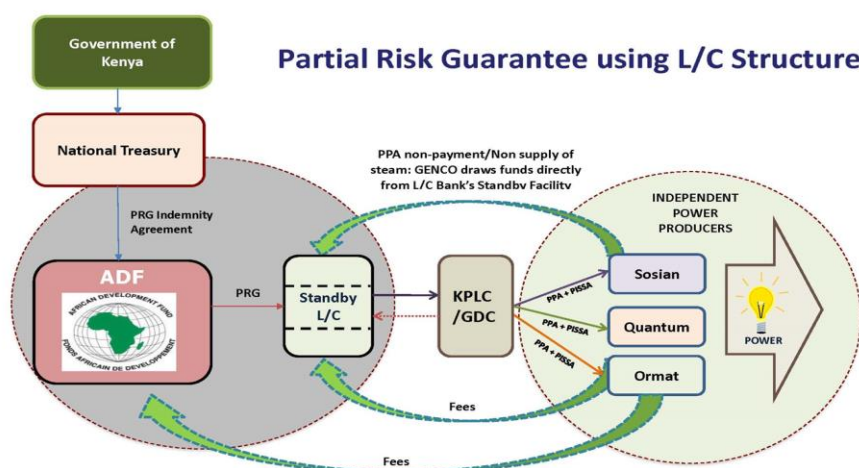 Government of
Kenya
Partial Risk Guarantee using L/C Structure
National Treasury
PPA non-payment/Non supply of
steam: GENCO draws funds directly
from L/C Bank's Standby Facility
PRG Indemnity
Agreement
INDEPENDENT
POWER
PRODUCERS
ADF
AFRICAN DEVELOPMENT FUND
FONDS AFRICAIN DE DEVELOPPEMENT
PRG
Standby
L/C
KPLC
/GDC
PPA + PISSA
PPA + PISSA
PPA + PISSA
Sosian
Quantum
Ormat
POWER
Fees
Fees